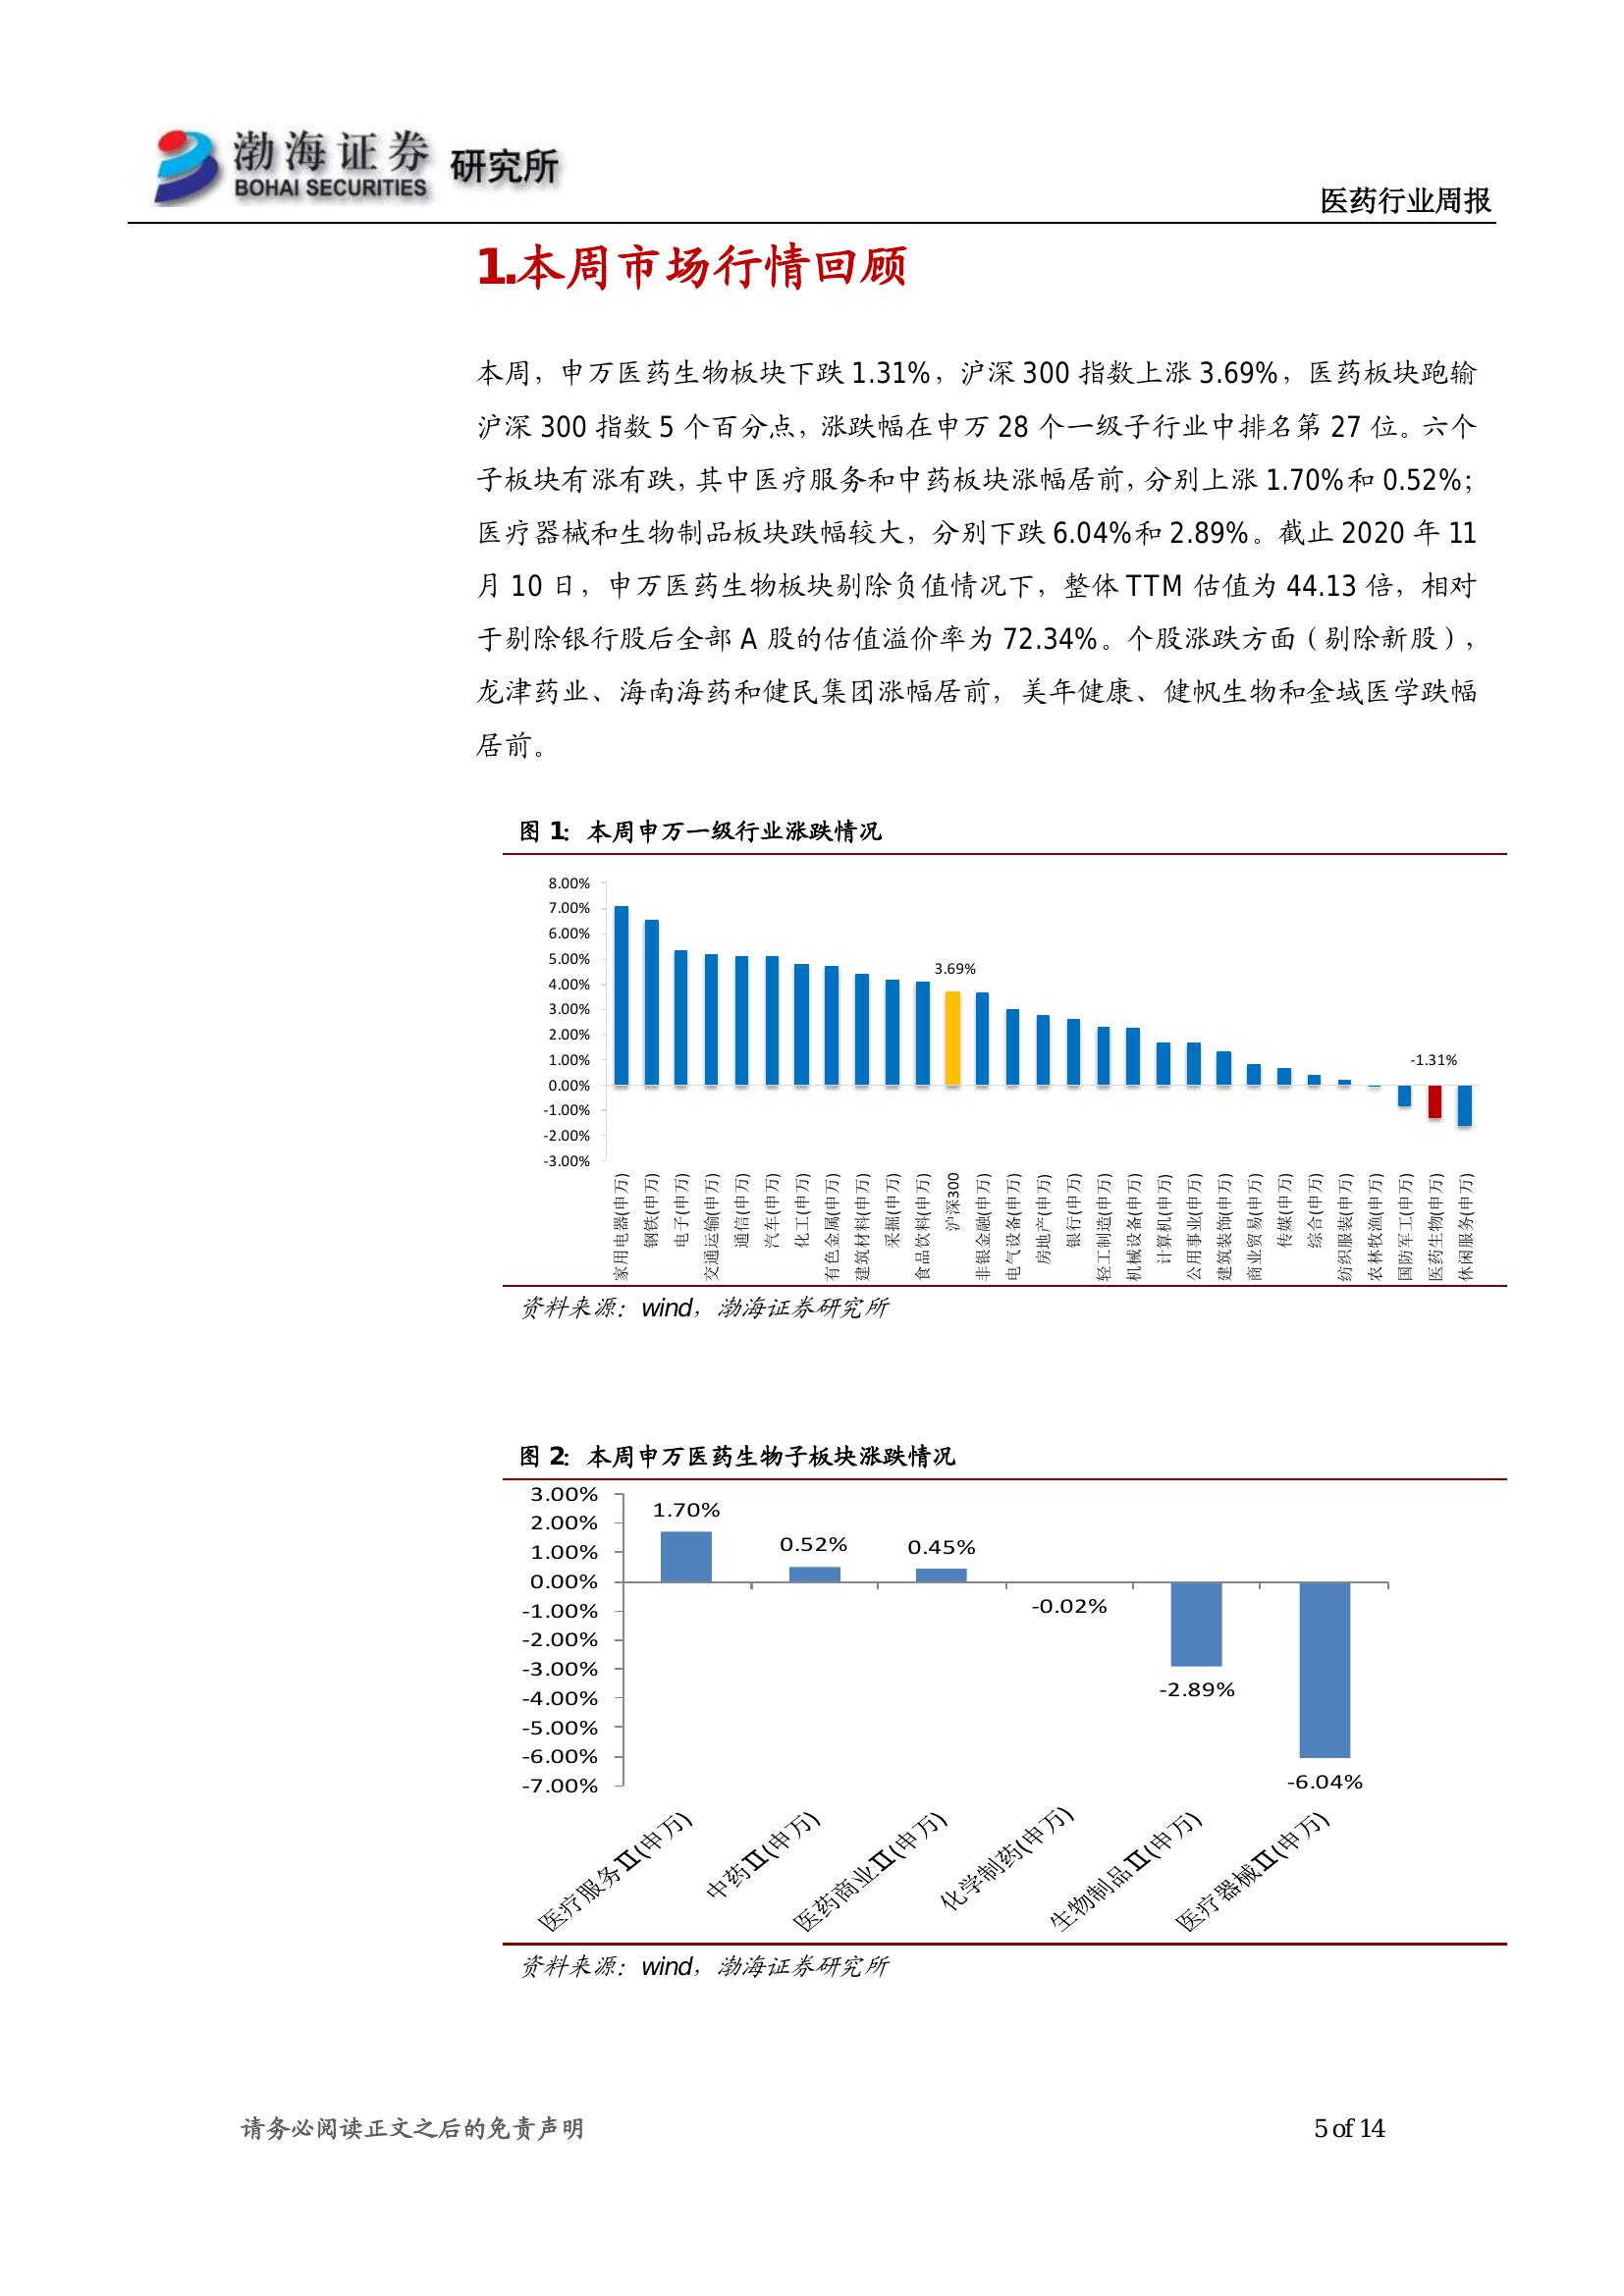 渤海证券 研究所
BOHAI SECURITIES
医药行业周报
1.本周市场行情回顾
本周，申万医药生物板块下跌 1.31%，沪深 300 指数上涨 3.69%，医药板块跑输
沪深 300 指数 5 个百分点，涨跌幅在申万 28 个一级子行业中排名第 27 位。六个
子板块有涨有跌，其中医疗服务和中药板块涨幅居前，分别上涨 1.70%和 0.52%；
医疗器械和生物制品板块跌幅较大，分别下跌 6.04%和 2.89%。截止 2020 年 11
月 10 日，申万医药生物板块剔除负值情况下，整体 TTM 估值为 44.13 倍，相对
于剔除银行股后全部 A 股的估值溢价率为 72.34%。个股涨跌方面（剔除新股），
龙津药业、海南海药和健民集团涨幅居前，美年健康、健帆生物和金域医学跌幅
居前。
图 1：本周申万一级行业涨跌情况
8.00%
7.00%
6.00%
5.00%
4.00%
3.00%
2.00%
1.00%
0.00%
-1.00%
-2.00%
-3.00%
3.69%
-1.31%
家用电器(申万)
钢铁(申万)
电子(申万)
交通运输(申万)
通信(申万)
汽车(申万)
化工(申万)
有色金属(申万)
建筑材料(申万)
采掘(申万)
食品饮料(申万)
沪深300
非银金融(申万)
电气设备(申万)
房地产(申万)
银行(申万)
轻工制造(申万)
机械设备(申万)
计算机(申万)
公用事业(申万)
建筑装饰(申万)
商业贸易(申万)
传媒(申万)
综合(申万)
纺织服装(申万)
农林牧渔(申万)
国防军工(申万)
医药生物(申万)
休闲服务(申万)
资料来源：wind，渤海证券研究所
图 2：本周申万医药生物子板块涨跌情况
3.00%
2.00%
1.00%
0.00%
-1.00%
-2.00%
-3.00%
-4.00%
-5.00%
-6.00%
-7.00%
1.70%
0.52%
0.45%
-0.02%
-2.89%
-6.04%
医疗服务Ⅱ(申万)
中药Ⅱ(申万)
医药商业Ⅱ(申万)
化学制药(申万)
生物制品Ⅱ(申万)
医疗器械Ⅱ(申万)
资料来源：wind，渤海证券研究所
请务必阅读正文之后的免责声明
5 of 14